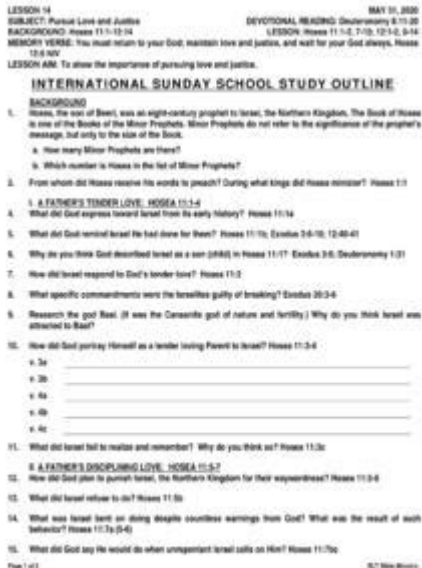 LESSON 14 MAY 31, 2020
SUBJECT: Pursue Love and Justice DEVOTIONAL READING: Deuteronomy 8:11-20
BACKGROUND: Hosea 11:1-12:14 LESSON: Hosea 11:1-2, 7-10; 12:1-2, 6-14
MEMORY VERSE: You must return to your God; maintain love and justice, and wait for your God always. Hosea
12:6 NIV
LESSON AIM: To show the importance of pursuing love and justice.
INTERNATIONAL SUNDAY SCHOOL STUDY OUTLINE
BACKGROUND
1. Hosea, the son of Beeri, was an eight-century prophet to Israel, the Northern Kingdom. The Book of Hosea
is one of the Books of the Minor Prophets. Minor Prophets do not refer to the significance of the prophet's
message, but only to the size of the Book.
a. How many Minor Prophets are there?
b. Which number is Hosea in the list of Minor Prophets?
2. From whom did Hosea receive his words to preach? During what kings did Hosea minister? Hosea 1:1
I. A FATHER'S TENDER LOVE: HOSEA 11:1-4
4. What did God express toward Israel from its early history? Hosea 11:1a
5. What did God remind Israel He had done for them? Hosea 11:1b; Exodus 3:6-10; 12:40-41
6. Why do you think God described Israel as a son (child) in Hosea 11:1? Exodus Deuteronomy 1:31
7. How did Israel respond to God's tender love? Hosea 11:2
8. What specific commandments were the Israelites guilty of breaking? Exodus 20:3-6
9. Research the god Baal. (It was the Canaanite god of nature and fertility.) Why do you think Israel was
attracted to Baal?
10. How did God portray Himself as a tender loving Parent to Israel? Hosea 11:3-4
v. 3a
v. 3b
v. 4a
v. 4b
v. 4c
11. What did Israel fail to realize and remember? Why do you think so? Hosea 11:3c
II. A FATHER'S DISCIPLINING LOVE: HOSEA 11:5-7
12. How did God plan to punish Israel, the Northern Kingdom for their waywardness? Hosea 11:5-6
13. What did Israel refuse to do? Hosea 11:5b
14. What was Israel bent on doing despite countless warnings from God? What was the result of such
behavior? Hosea 11:7a (5-6)
15. What did God say He would do when unrepentant Israel calls on Him? Hosea 11:7bc
Page 1 of